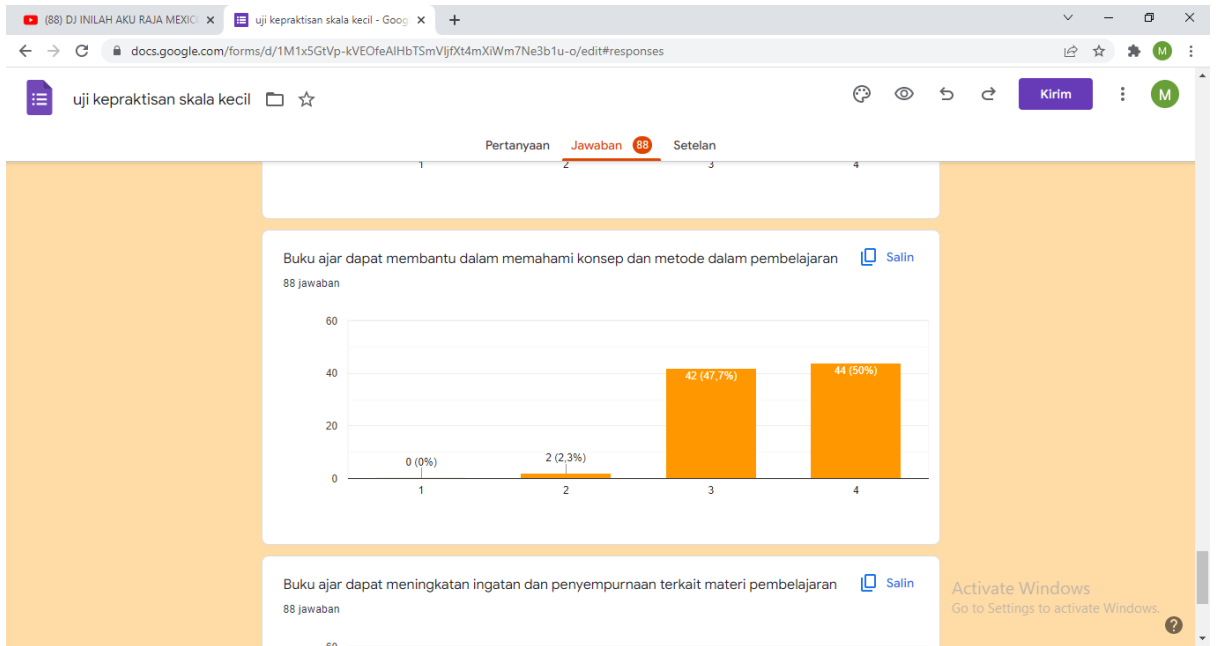 (88) DJ INILAH AKU RAJA MEXIC
uji kepraktisan skala kecil - Goog
docs.google.com/forms/d/1M1x5GtVp-kVEOfeAlHbTSmVljfXt4mXiWm7Ne3b1u-o/edit#responses
M
uji kepraktisan skala kecil
Kirim
M
Pertanyaan Jawaban 88 Setelan
1 2 3 4
Buku ajar dapat membantu dalam memahami konsep dan metode dalam pembelajaran
Salin
88 jawaban
60
40
20
0
0 (0%)
2 (2,3%)
42 (47,7%)
44 (50%)
1 2 3 4
Buku ajar dapat meningkatan ingatan dan penyempurnaan terkait materi pembelajaran
Salin
88 jawaban
60
Activate Windows
Go to Settings to activate Windows.